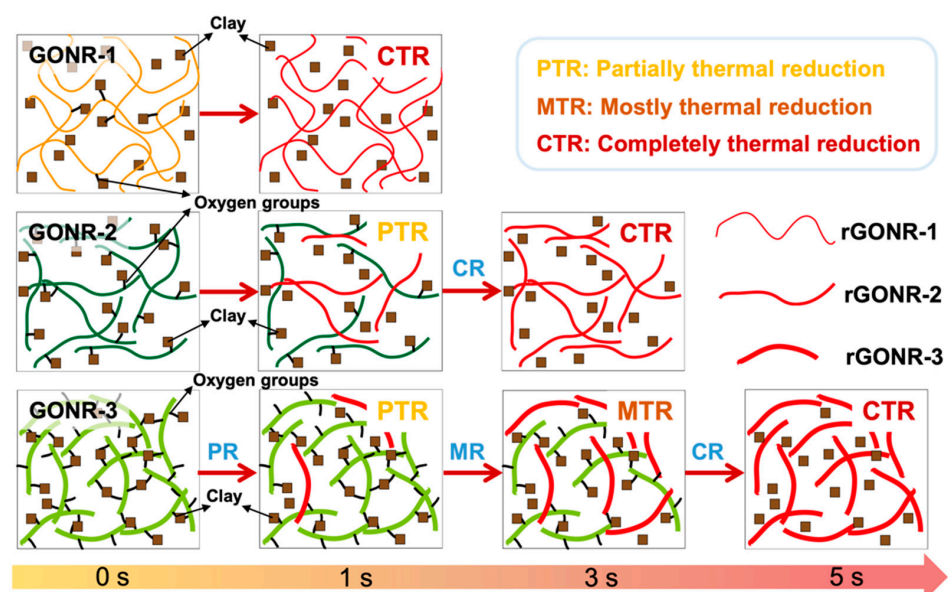 Clay
GONR-1
CTR
PTR: Partially thermal reduction
MTR: Mostly thermal reduction
CTR: Completely thermal reduction
Oxygen groups
GONR-2
PTR
CR
CTR
Clay
rGONR-1
rGONR-2
rGONR-3
Oxygen groups
GONR-3
PR
PTR
MR
MTR
CR
CTR
Clay
0 s
1 s
3 s
5 s